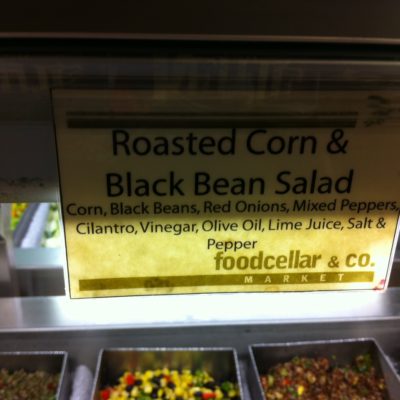 Roasted Corn &
Black Bean Salad
Corn, Black Beans, Red Onions, Mixed Peppers,
Cilantro, Vinegar, Olive Oil, Lime Juice, Salt &
Pepper
foodcellar & co.
MARKET